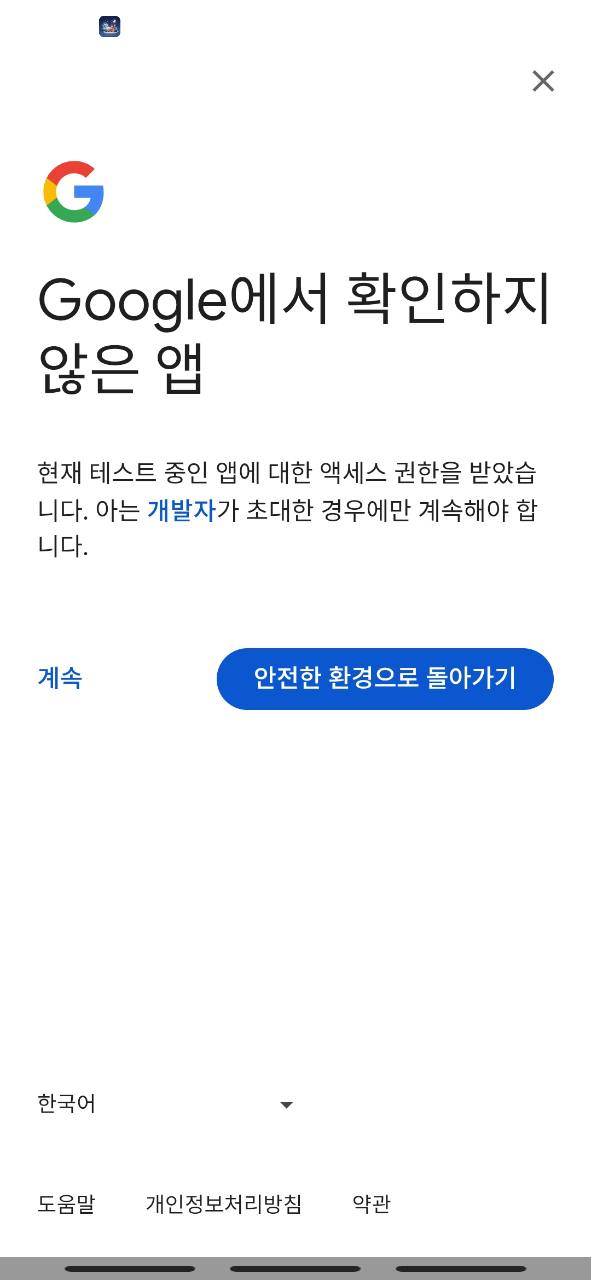 Google에서 확인하지
않은 앱
현재 테스트 중인 앱에 대한 액세스 권한을 받았습
니다. 아는 개발자가 초대한 경우에만 계속해야 합
니다.
계속
안전한 환경으로 돌아가기
한국어
도움말 개인정보처리방침 약관